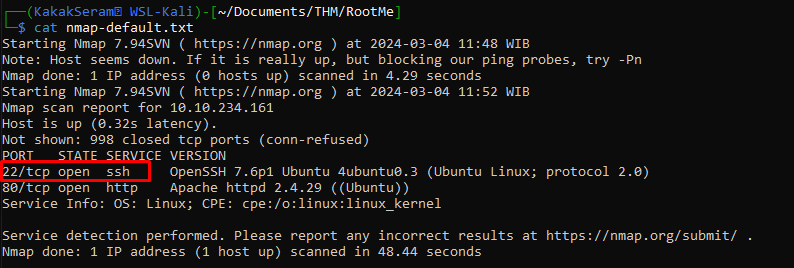 ┌──(KakakSeram㉿ WSL-Kali)-[~/Documents/THM/RootMe]
└─$ cat nmap-default.txt
Starting Nmap 7.94SVN ( https://nmap.org ) at 2024-03-04 11:48 WIB
Note: Host seems down. If it is really up, but blocking our ping probes, try -Pn
Nmap done: 1 IP address (0 hosts up) scanned in 4.29 seconds
Starting Nmap 7.94SVN ( https://nmap.org ) at 2024-03-04 11:52 WIB
Nmap scan report for 10.10.234.161
Host is up (0.32s latency).
Not shown: 998 closed tcp ports (conn-refused)
PORT   STATE SERVICE VERSION
22/tcp open  ssh     OpenSSH 7.6p1 Ubuntu 4ubuntu0.3 (Ubuntu Linux; protocol 2.0)
80/tcp open  http    Apache httpd 2.4.29 ((Ubuntu))
Service Info: OS: Linux; CPE: cpe:/o:linux:linux_kernel
Service detection performed. Please report any incorrect results at https://nmap.org/submit/ .
Nmap done: 1 IP address (1 host up) scanned in 48.44 seconds